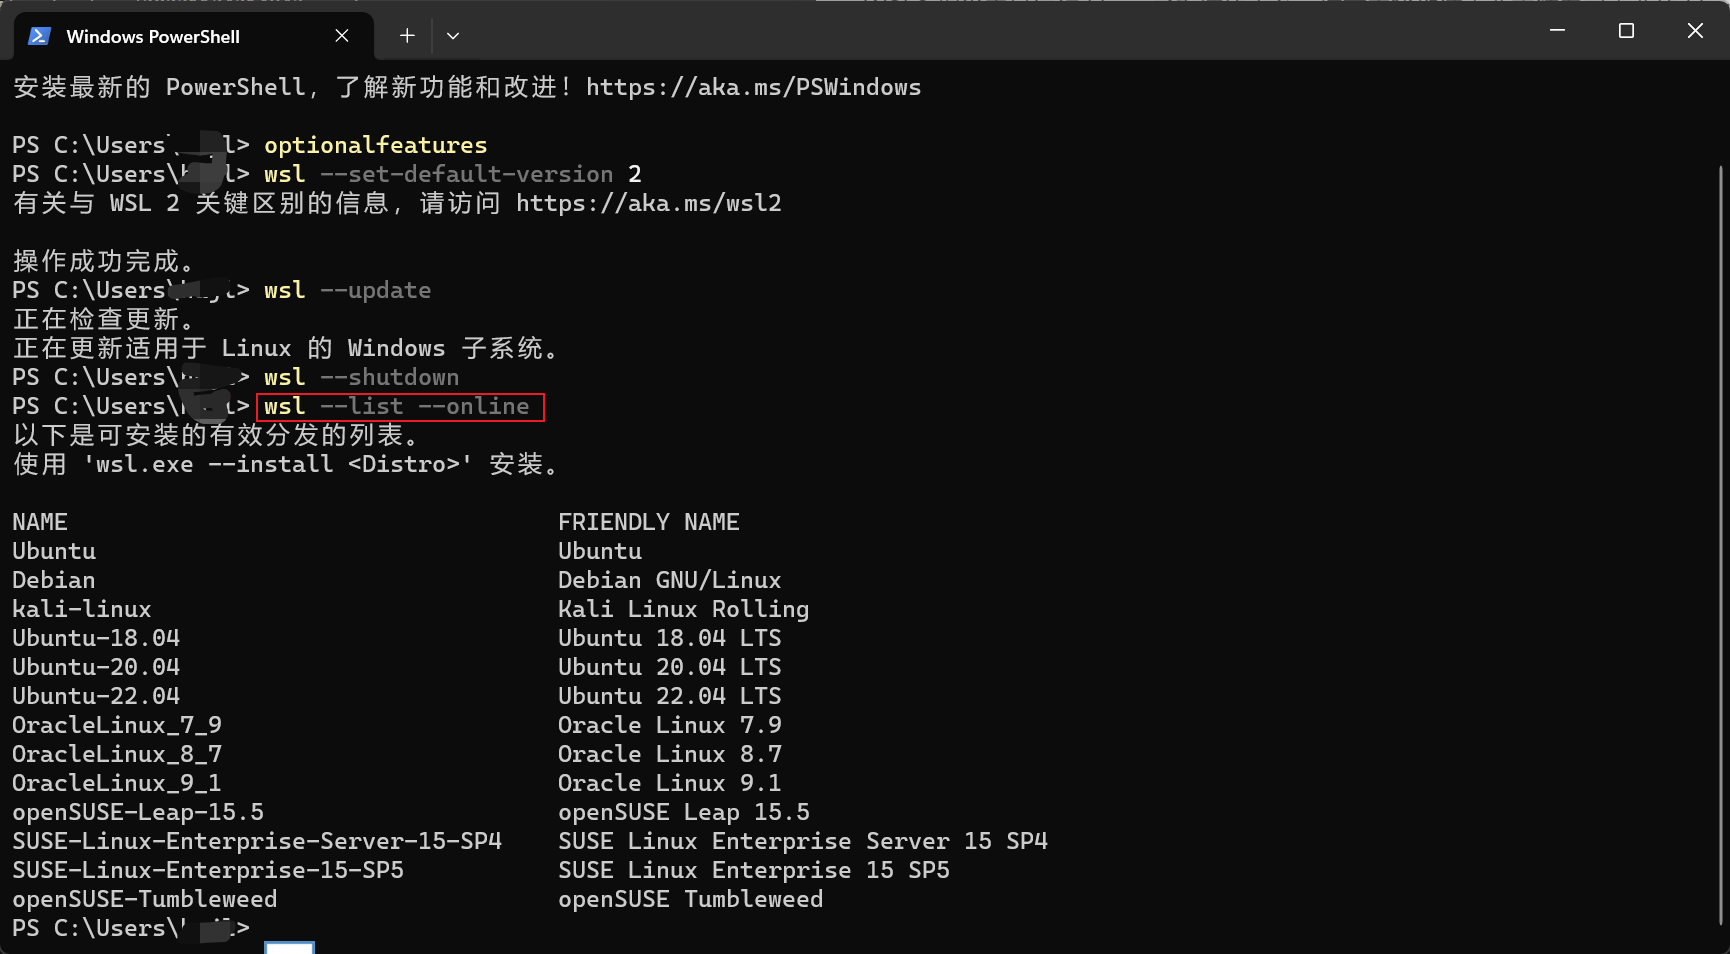 Windows PowerShell
安装最新的 PowerShell，了解新功能和改进！https://aka.ms/PSWindows
PS C:\Users\ > optionalfeatures
PS C:\Users\ > wsl --set-default-version 2
有关与 WSL 2 关键区别的信息，请访问 https://aka.ms/wsl2
操作成功完成。
PS C:\Users\ > wsl --update
正在检查更新。
正在更新适用于 Linux 的 Windows 子系统。
PS C:\Users\ > wsl --shutdown
PS C:\Users\ > wsl --list --online
以下是可安装的有效分发的列表。
使用 'wsl.exe --install <Distro>' 安装。
NAME FRIENDLY NAME
Ubuntu Ubuntu
Debian Debian GNU/Linux
kali-linux Kali Linux Rolling
Ubuntu-18.04 Ubuntu 18.04 LTS
Ubuntu-20.04 Ubuntu 20.04 LTS
Ubuntu-22.04 Ubuntu 22.04 LTS
OracleLinux_7_9 Oracle Linux 7.9
OracleLinux_8_7 Oracle Linux 8.7
OracleLinux_9_1 Oracle Linux 9.1
openSUSE-Leap-15.5 openSUSE Leap 15.5
SUSE-Linux-Enterprise-Server-15-SP4 SUSE Linux Enterprise Server 15 SP4
SUSE-Linux-Enterprise-15-SP5 SUSE Linux Enterprise 15 SP5
openSUSE-Tumbleweed openSUSE Tumbleweed
PS C:\Users\ >